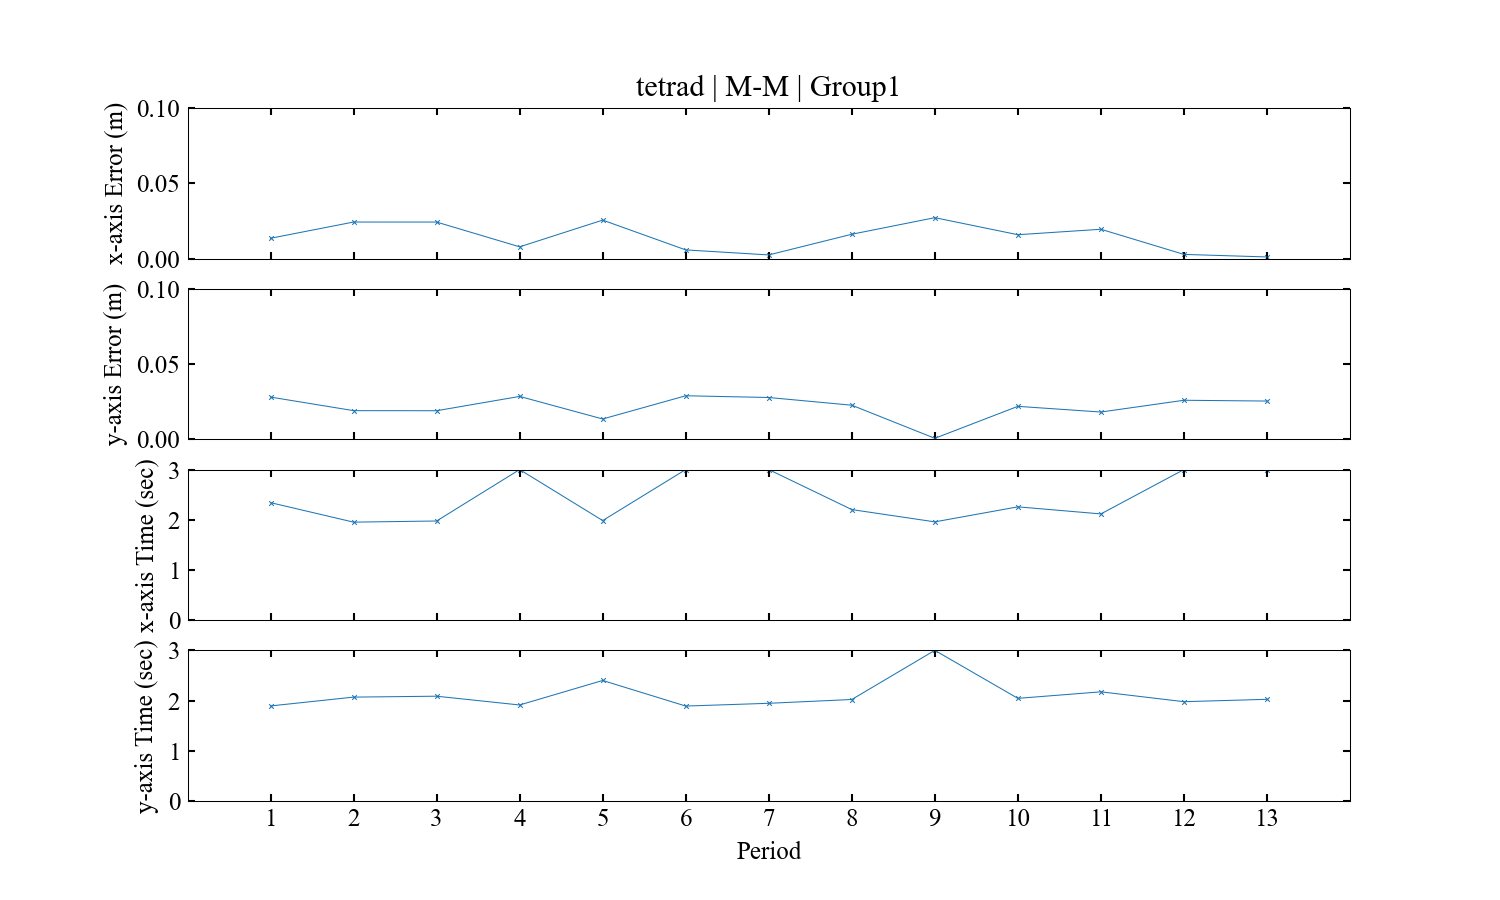 tetrad | M-M | Group1
x-axis Error (m)
0.10
0.05
0.00
y-axis Error (m)
0.10
0.05
0.00
x-axis Time (sec)
3
2
1
0
y-axis Time (sec)
3
2
1
0
1 2 3 4 5 6 7 8 9 10 11 12 13
Period